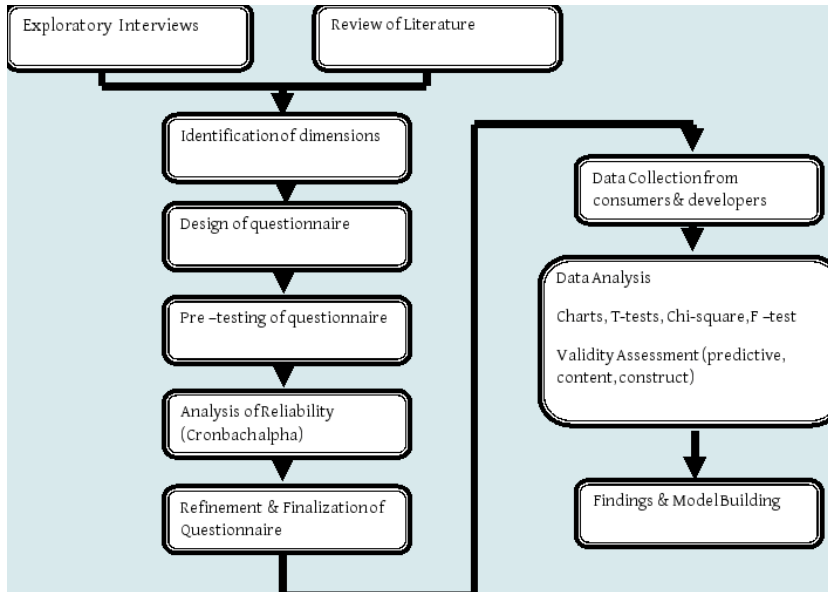 Exploratory Interviews
Review of Literature
Identification of dimensions
Design of questionnaire
Pre –testing of questionnaire
Analysis of Reliability
(Cronbach alpha)
Refinement & Finalization of
Questionnaire
Data Collection from
consumers & developers
Data Analysis
Charts, T-tests, Chi-square, F –test
Validity Assessment (predictive,
content, construct)
Findings & Model Building